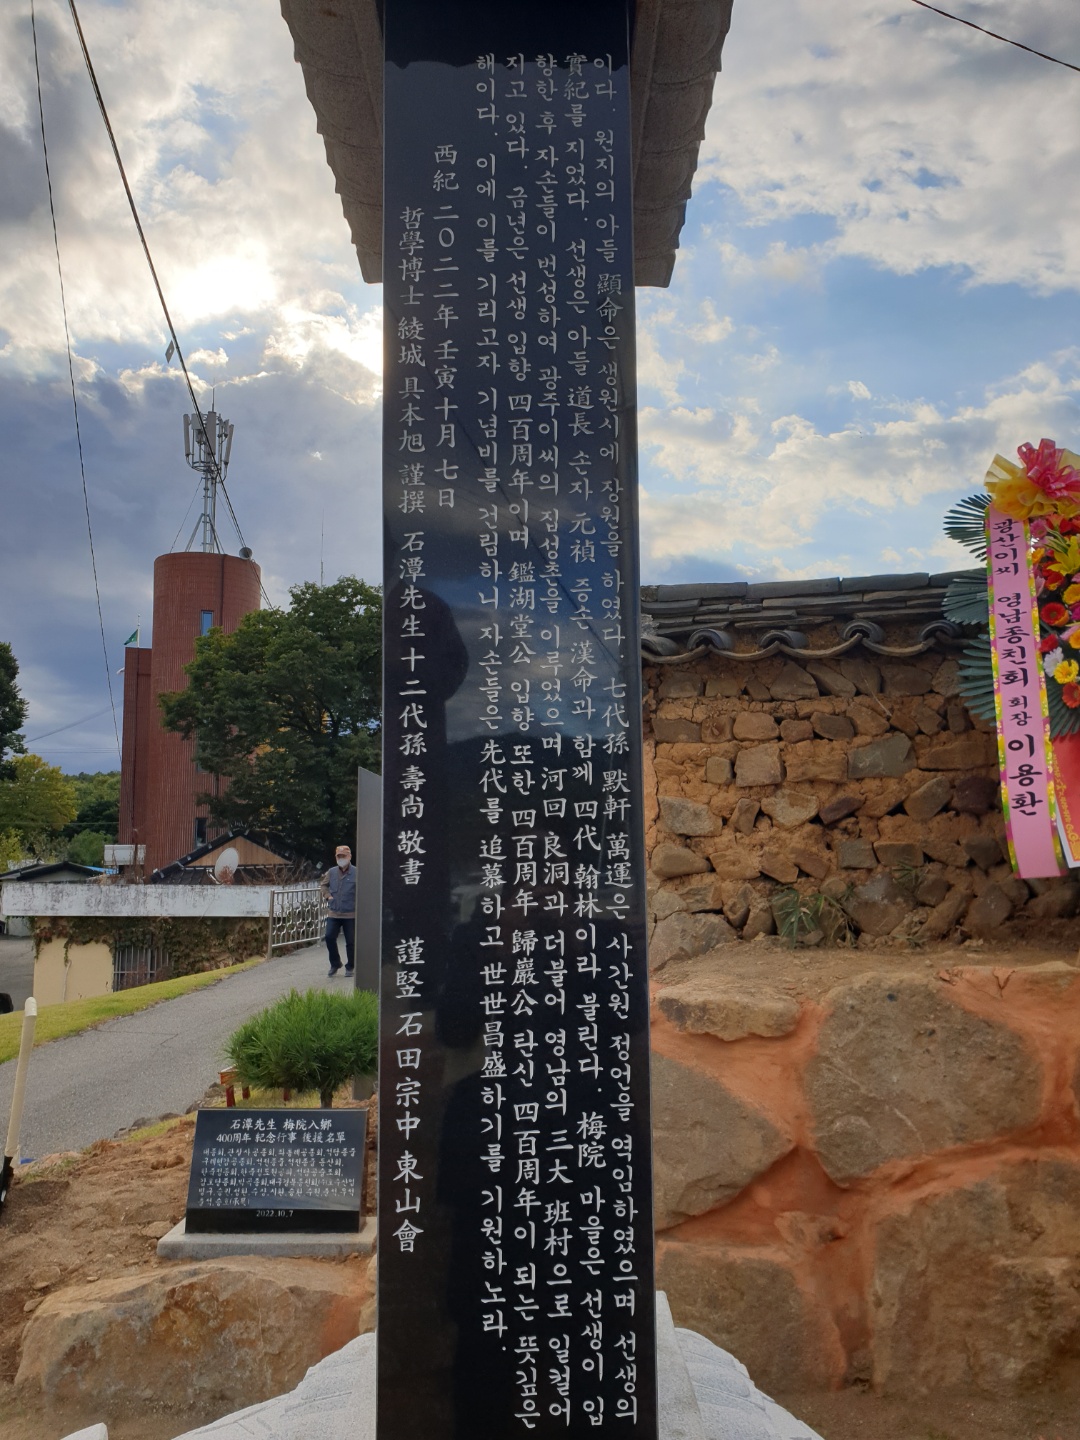 이다. 원지의 아들 顯命은 생원시에 장원을 하였다. 七代孫 默軒 萬運은 사간원 정언을 역임하였으며 선생의
實紀를 지었다. 선생은 아들 道長 손자 元禎 증손 漢命과 함께 四代 翰林이라 불린다. 梅院 마을은 선생이 입
향한 후 자손들이 번성하여 광주이씨의 집성촌을 이루었으며 河回 良洞과 더불어 영남의 三大 班村으로 일컬어
지고 있다. 금년은 선생 입향 四百周年 이며 鑑湖堂公 입향 또한 四百周年 歸巖公 탄신 四百周年이 되는 뜻깊은
해이다. 이에 이를 기리고자 기념비를 건립하니 자손들은 先代를 追慕하고 世世昌盛하기를 기원하노라.
西紀 二〇二二年 壬寅 十月 七日
哲學博士 綾城 具本旭 謹撰 石潭先生十二代孫 壽尚 敬書 謹竪 石田宗中 東山會
광산이씨 영남종친회 회장 이용환
石潭先生 梅院入鄕
400周年 紀念行事 後援名單
2022.10.7